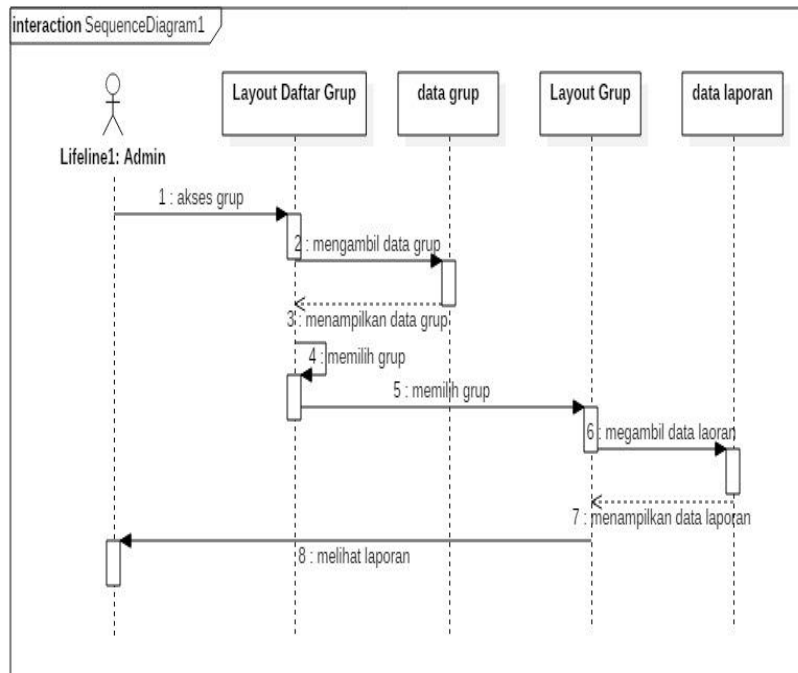 interaction SequenceDiagram1
Lifeline1: Admin
Layout Daftar Grup
data grup
Layout Grup
data laporan
1 : akses grup
2 : mengambil data grup
3 : menampilkan data grup
4 : memilih grup
5 : memilih grup
6 : megambil data laoran
7 : menampilkan data laporan
8 : melihat laporan